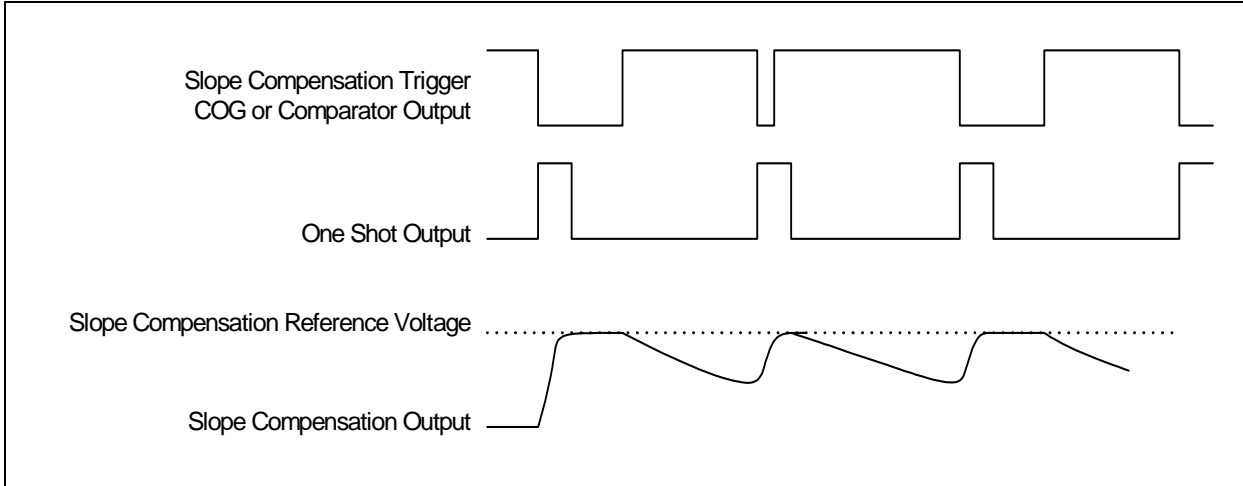 Slope Compensation Trigger
COG or Comparator Output
One Shot Output
Slope Compensation Reference Voltage
Slope Compensation Output